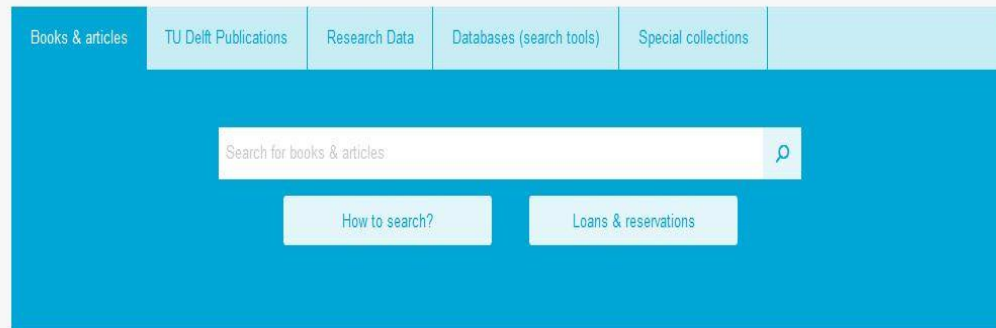 Books & articles
TU Delft Publications
Research Data
Databases (search tools)
Special collections
Search for books & articles
How to search?
Loans & reservations